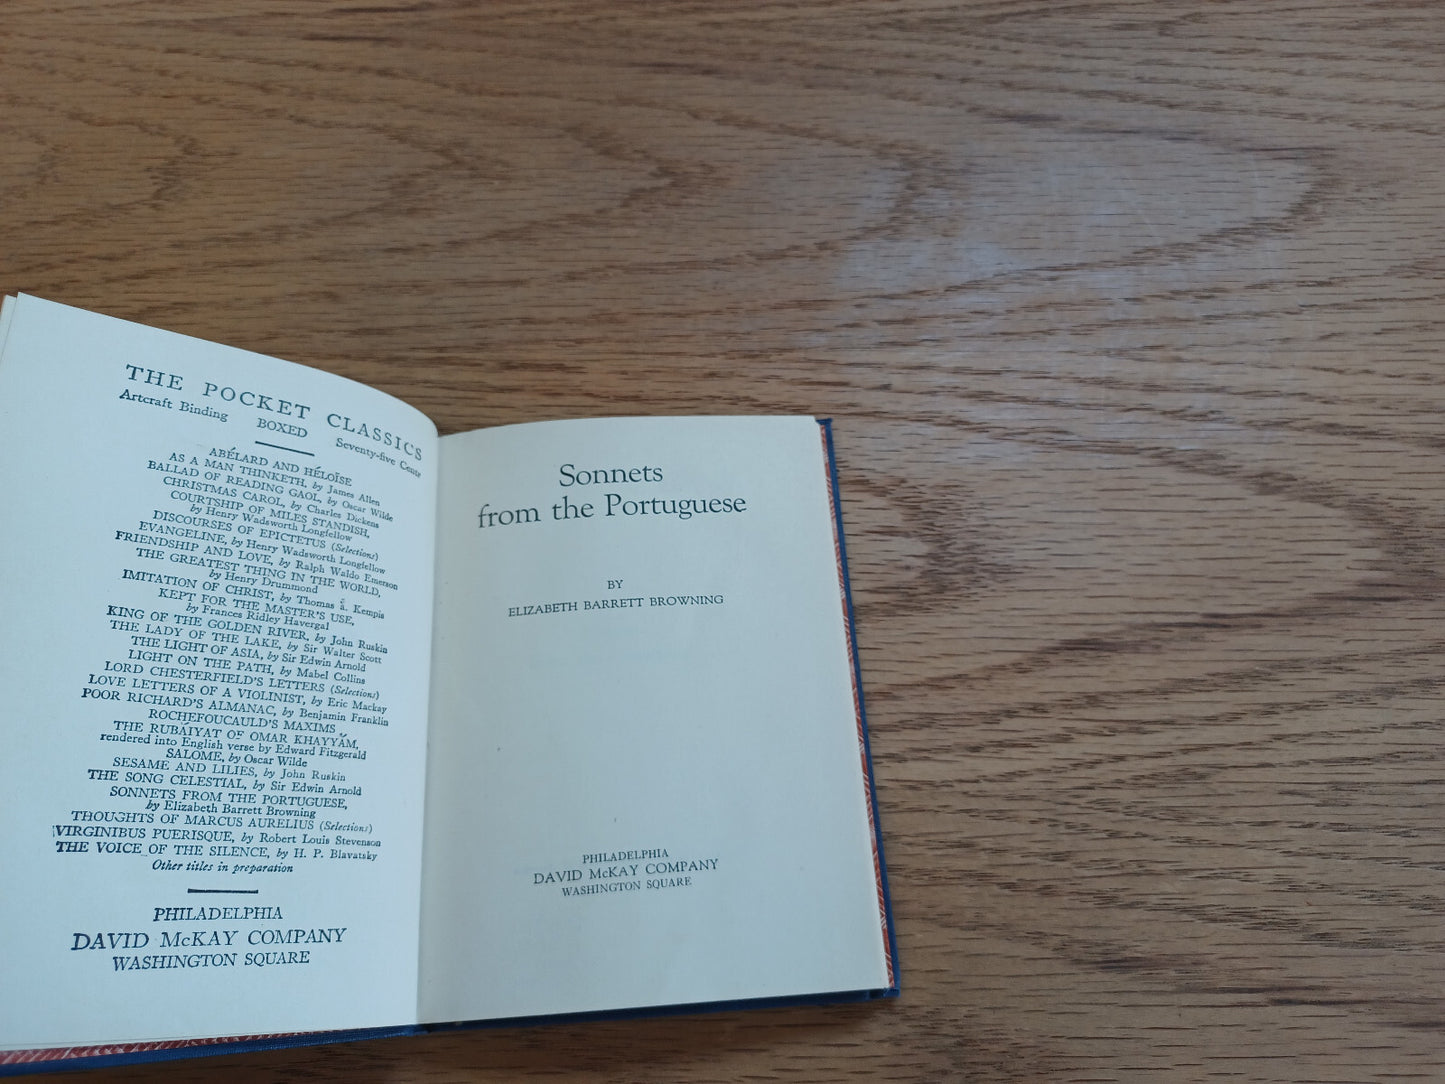 THE POCKET CLASSICS
Artcraft Binding BOXED Seventy-five Cents
ABÉLARD AND HÉLOÏSE
AS A MAN THINKETH, by James Allen
BALLAD OF READING GAOL, by Oscar Wilde
CHRISTMAS CAROL, by Charles Dickens
COURTSHIP OF MILES STANDISH,
by Henry Wadsworth Longfellow
DISCOURSES OF EPICTETUS (Selections)
EVANGELINE, by Henry Wadsworth Longfellow
FRIENDSHIP AND LOVE, by Ralph Waldo Emerson
THE GREATEST THING IN THE WORLD,
by Henry Drummond
IMITATION OF CHRIST, by Thomas á. Kempis
KEPT FOR THE MASTER'S USE,
by Frances Ridley Havergal
KING OF THE GOLDEN RIVER, by John Ruskin
THE LADY OF THE LAKE, by Sir Walter Scott
THE LIGHT OF ASIA, by Sir Edwin Arnold
LIGHT ON THE PATH, by Mabel Collins
LORD CHESTERFIELD'S LETTERS (Selections)
LOVE LETTERS OF A VIOLINIST, by Eric Mackay
POOR RICHARD'S ALMANAC, by Benjamin Franklin
ROCHEFOUCAULD'S MAXIMS
THE RUBÁIYAT OF OMAR KHAYYÁM,
rendered into English verse by Edward Fitzgerald
SALOME, by Oscar Wilde
SESAME AND LILIES, by John Ruskin
THE SONG CELESTIAL, by Sir Edwin Arnold
SONNETS FROM THE PORTUGUESE,
by Elizabeth Barrett Browning
THOUGHTS OF MARCUS AURELIUS (Selections)
VIRGINIBUS PUERISQUE, by Robert Louis Stevenson
THE VOICE OF THE SILENCE, by H. P. Blavatsky
Other titles in preparation
PHILADELPHIA
DAVID McKAY COMPANY
WASHINGTON SQUARE
Sonnets
from the Portuguese
BY
ELIZABETH BARRETT BROWNING
PHILADELPHIA
DAVID McKAY COMPANY
WASHINGTON SQUARE